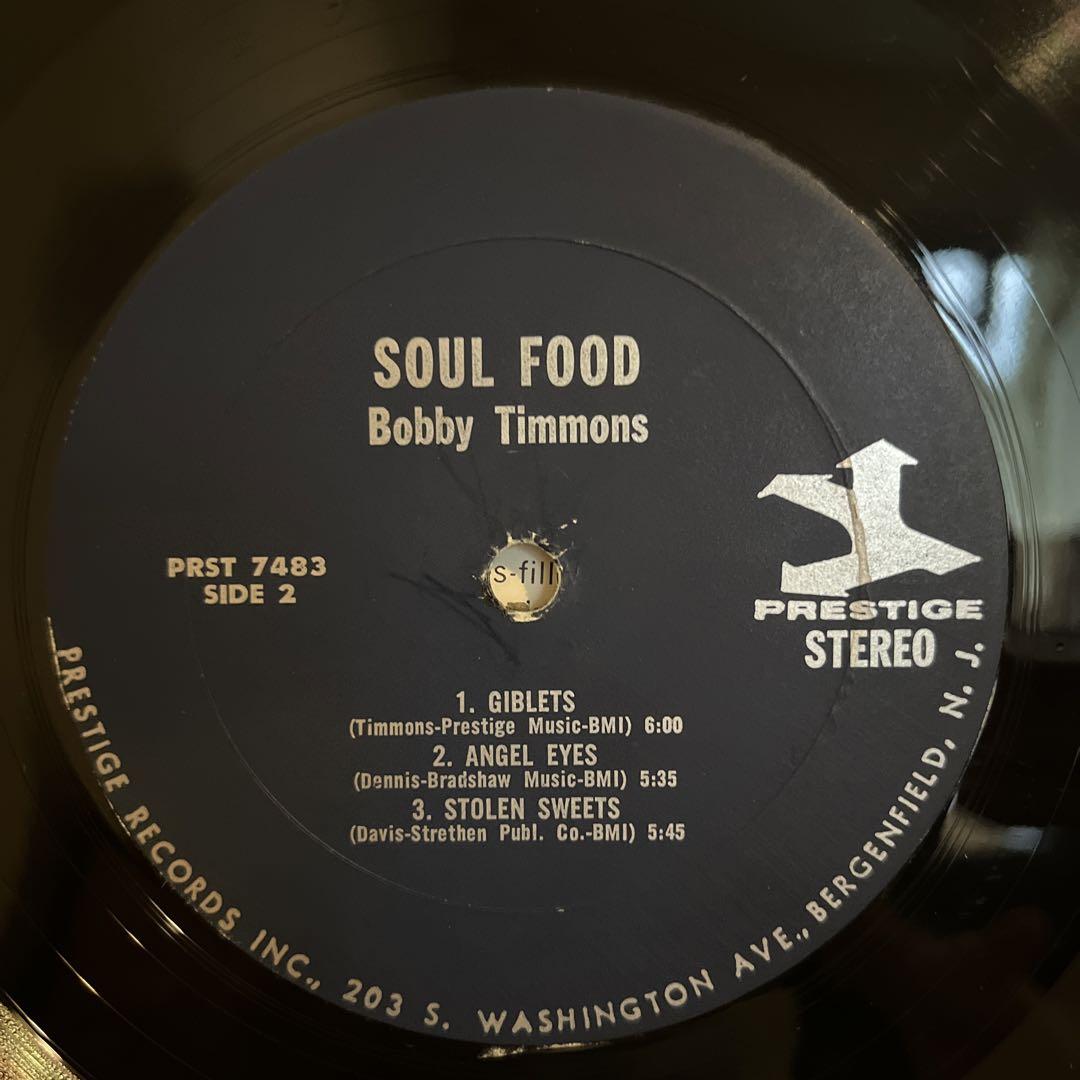 SOUL FOOD
Bobby Timmons
PRST 7483
SIDE 2
s-fill
PRESTIGE
STEREO
1. GIBLETS
(Timmons-Prestige Music-BMI) 6:00
2. ANGEL EYES
(Dennis-Bradshaw Music-BMI) 5:35
3. STOLEN SWEETS
(Davis-Strethen Publ. Co.-BMI) 5:45
PRESTIGE RECORDS INC., 203 S. WASHINGTON AVE., BERGENFIELD, N. J.